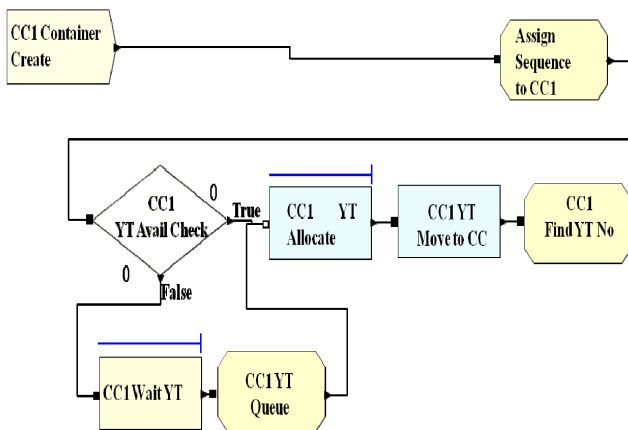 CC1 Container
Create
Assign
Sequence
to CC1
CC1
YT Avail Check
0
True
0
False
CC1 YT
Allocate
CC1 YT
Move to CC
CC1
Find YT No
CC1 Wait YT
CC1 YT
Queue